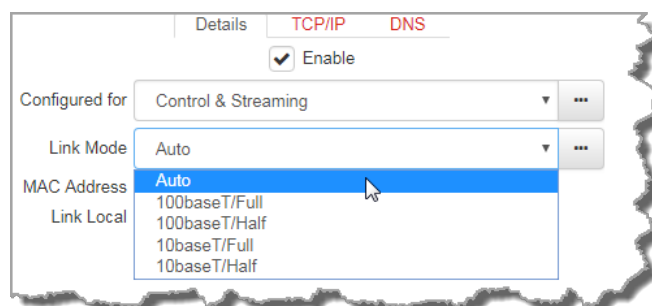 Details TCP/IP DNS
Enable
Configured for Control & Streaming ...
Link Mode Auto ...
MAC Address Auto
100baseT/Full
100baseT/Half
Link Local
10baseT/Full
10baseT/Half